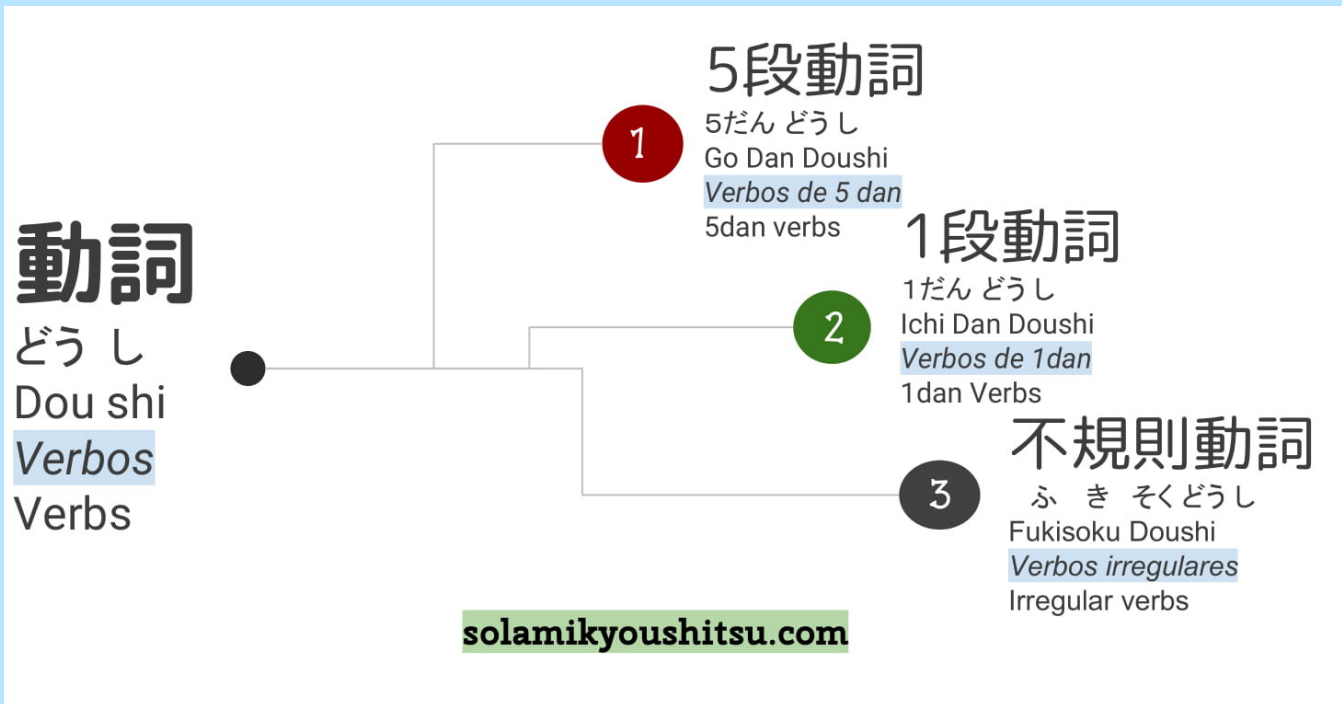 動詞
どう し
Dou shi
Verbos
Verbs
1
5段動詞
5だん どうし
Go Dan Doushi
Verbos de 5 dan
5dan verbs
2
1段動詞
1だん どうし
Ichi Dan Doushi
Verbos de 1dan
1dan Verbs
3
不規則動詞
ふ き そくどうし
Fukisoku Doushi
Verbos irregulares
Irregular verbs
solamikyoushitsu.com